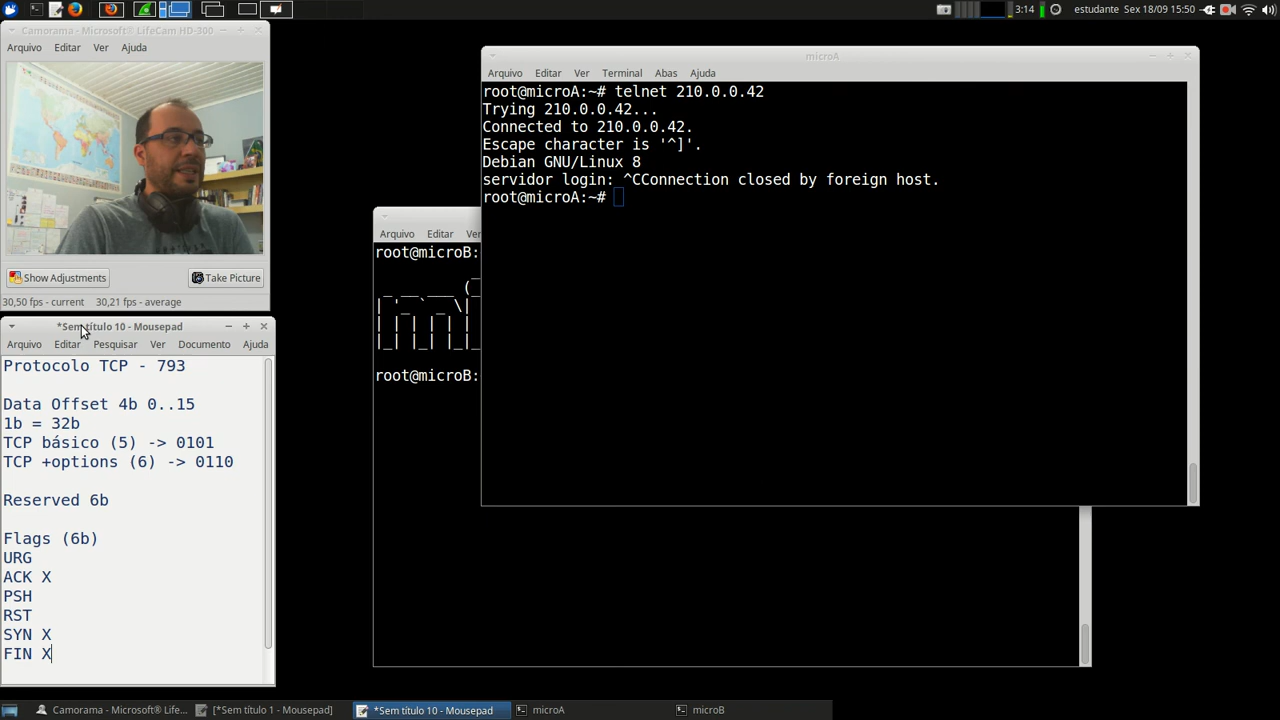 3:14
estudante Sex 18/09 15:50
Camorama - Microsoft® LifeCam HD-300
Arquivo Editar Ver Ajuda
Show Adjustments Take Picture
30,50 fps - current 30,21 fps - average
*Sem título 10 - Mousepad
Arquivo Editar Pesquisar Ver Documento Ajuda
Protocolo TCP - 793
Data Offset 4b 0..15
1b = 32b
TCP básico (5) -> 0101
TCP +options (6) -> 0110
Reserved 6b
Flags (6b)
URG
ACK X
PSH
RST
SYN X
FIN X
microA
Arquivo Editar Ver Terminal Abas Ajuda
root@microA:~# telnet 210.0.0.42
Trying 210.0.0.42...
Connected to 210.0.0.42.
Escape character is '^]'.
Debian GNU/Linux 8
servidor login: ^CConnection closed by foreign host.
root@microA:~#
Arquivo Editar Ver
root@microB:
root@microB:
Camorama - Microsoft® Life...
[*Sem título 1 - Mousepad]
*Sem título 10 - Mousepad
microA
microB